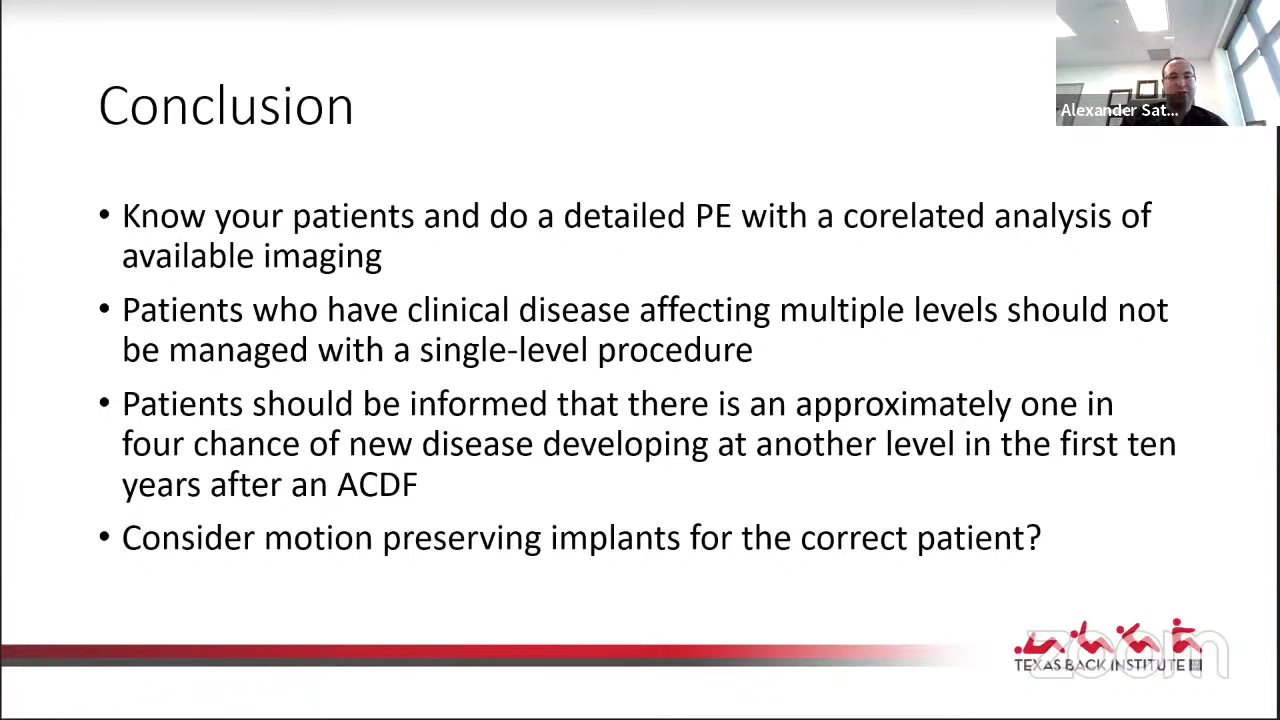 Alexander Sat...
Conclusion
• Know your patients and do a detailed PE with a corelated analysis of
available imaging
• Patients who have clinical disease affecting multiple levels should not
be managed with a single-level procedure
• Patients should be informed that there is an approximately one in
four chance of new disease developing at another level in the first ten
years after an ACDF
• Consider motion preserving implants for the correct patient?
zoom
TEXAS BACK INSTITUTE